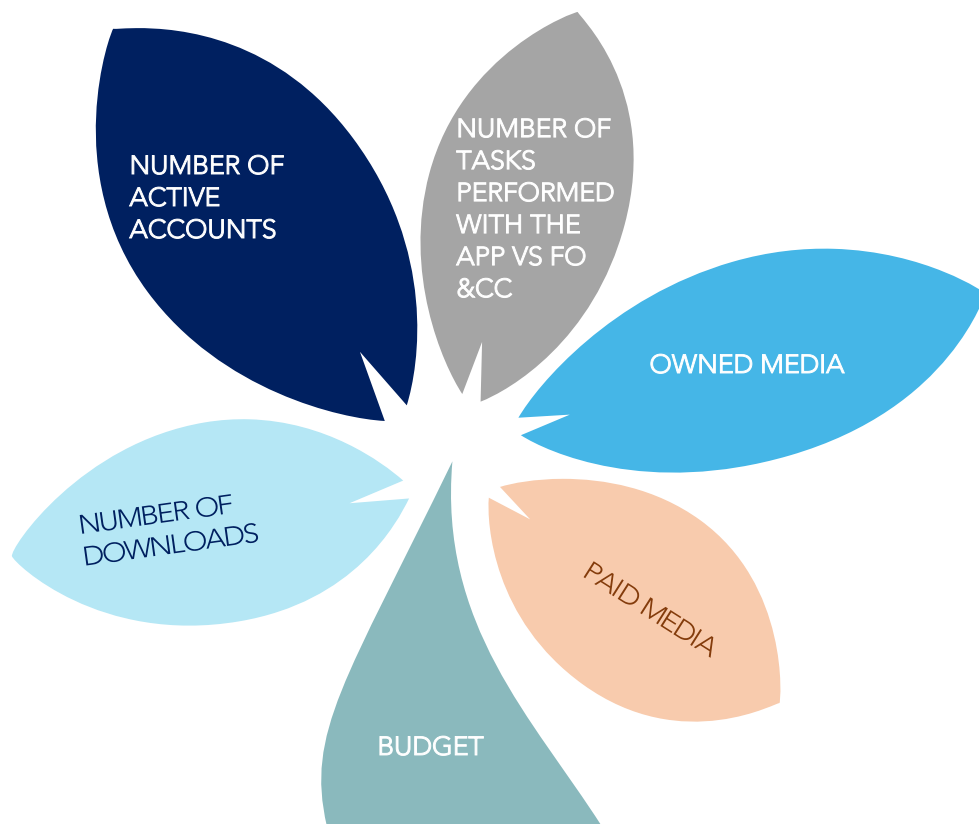 NUMBER OF
ACTIVE
ACCOUNTS
NUMBER OF
TASKS
PERFORMED
WITH THE
APP VS FO
&CC
OWNED MEDIA
NUMBER OF
DOWNLOADS
PAID MEDIA
BUDGET